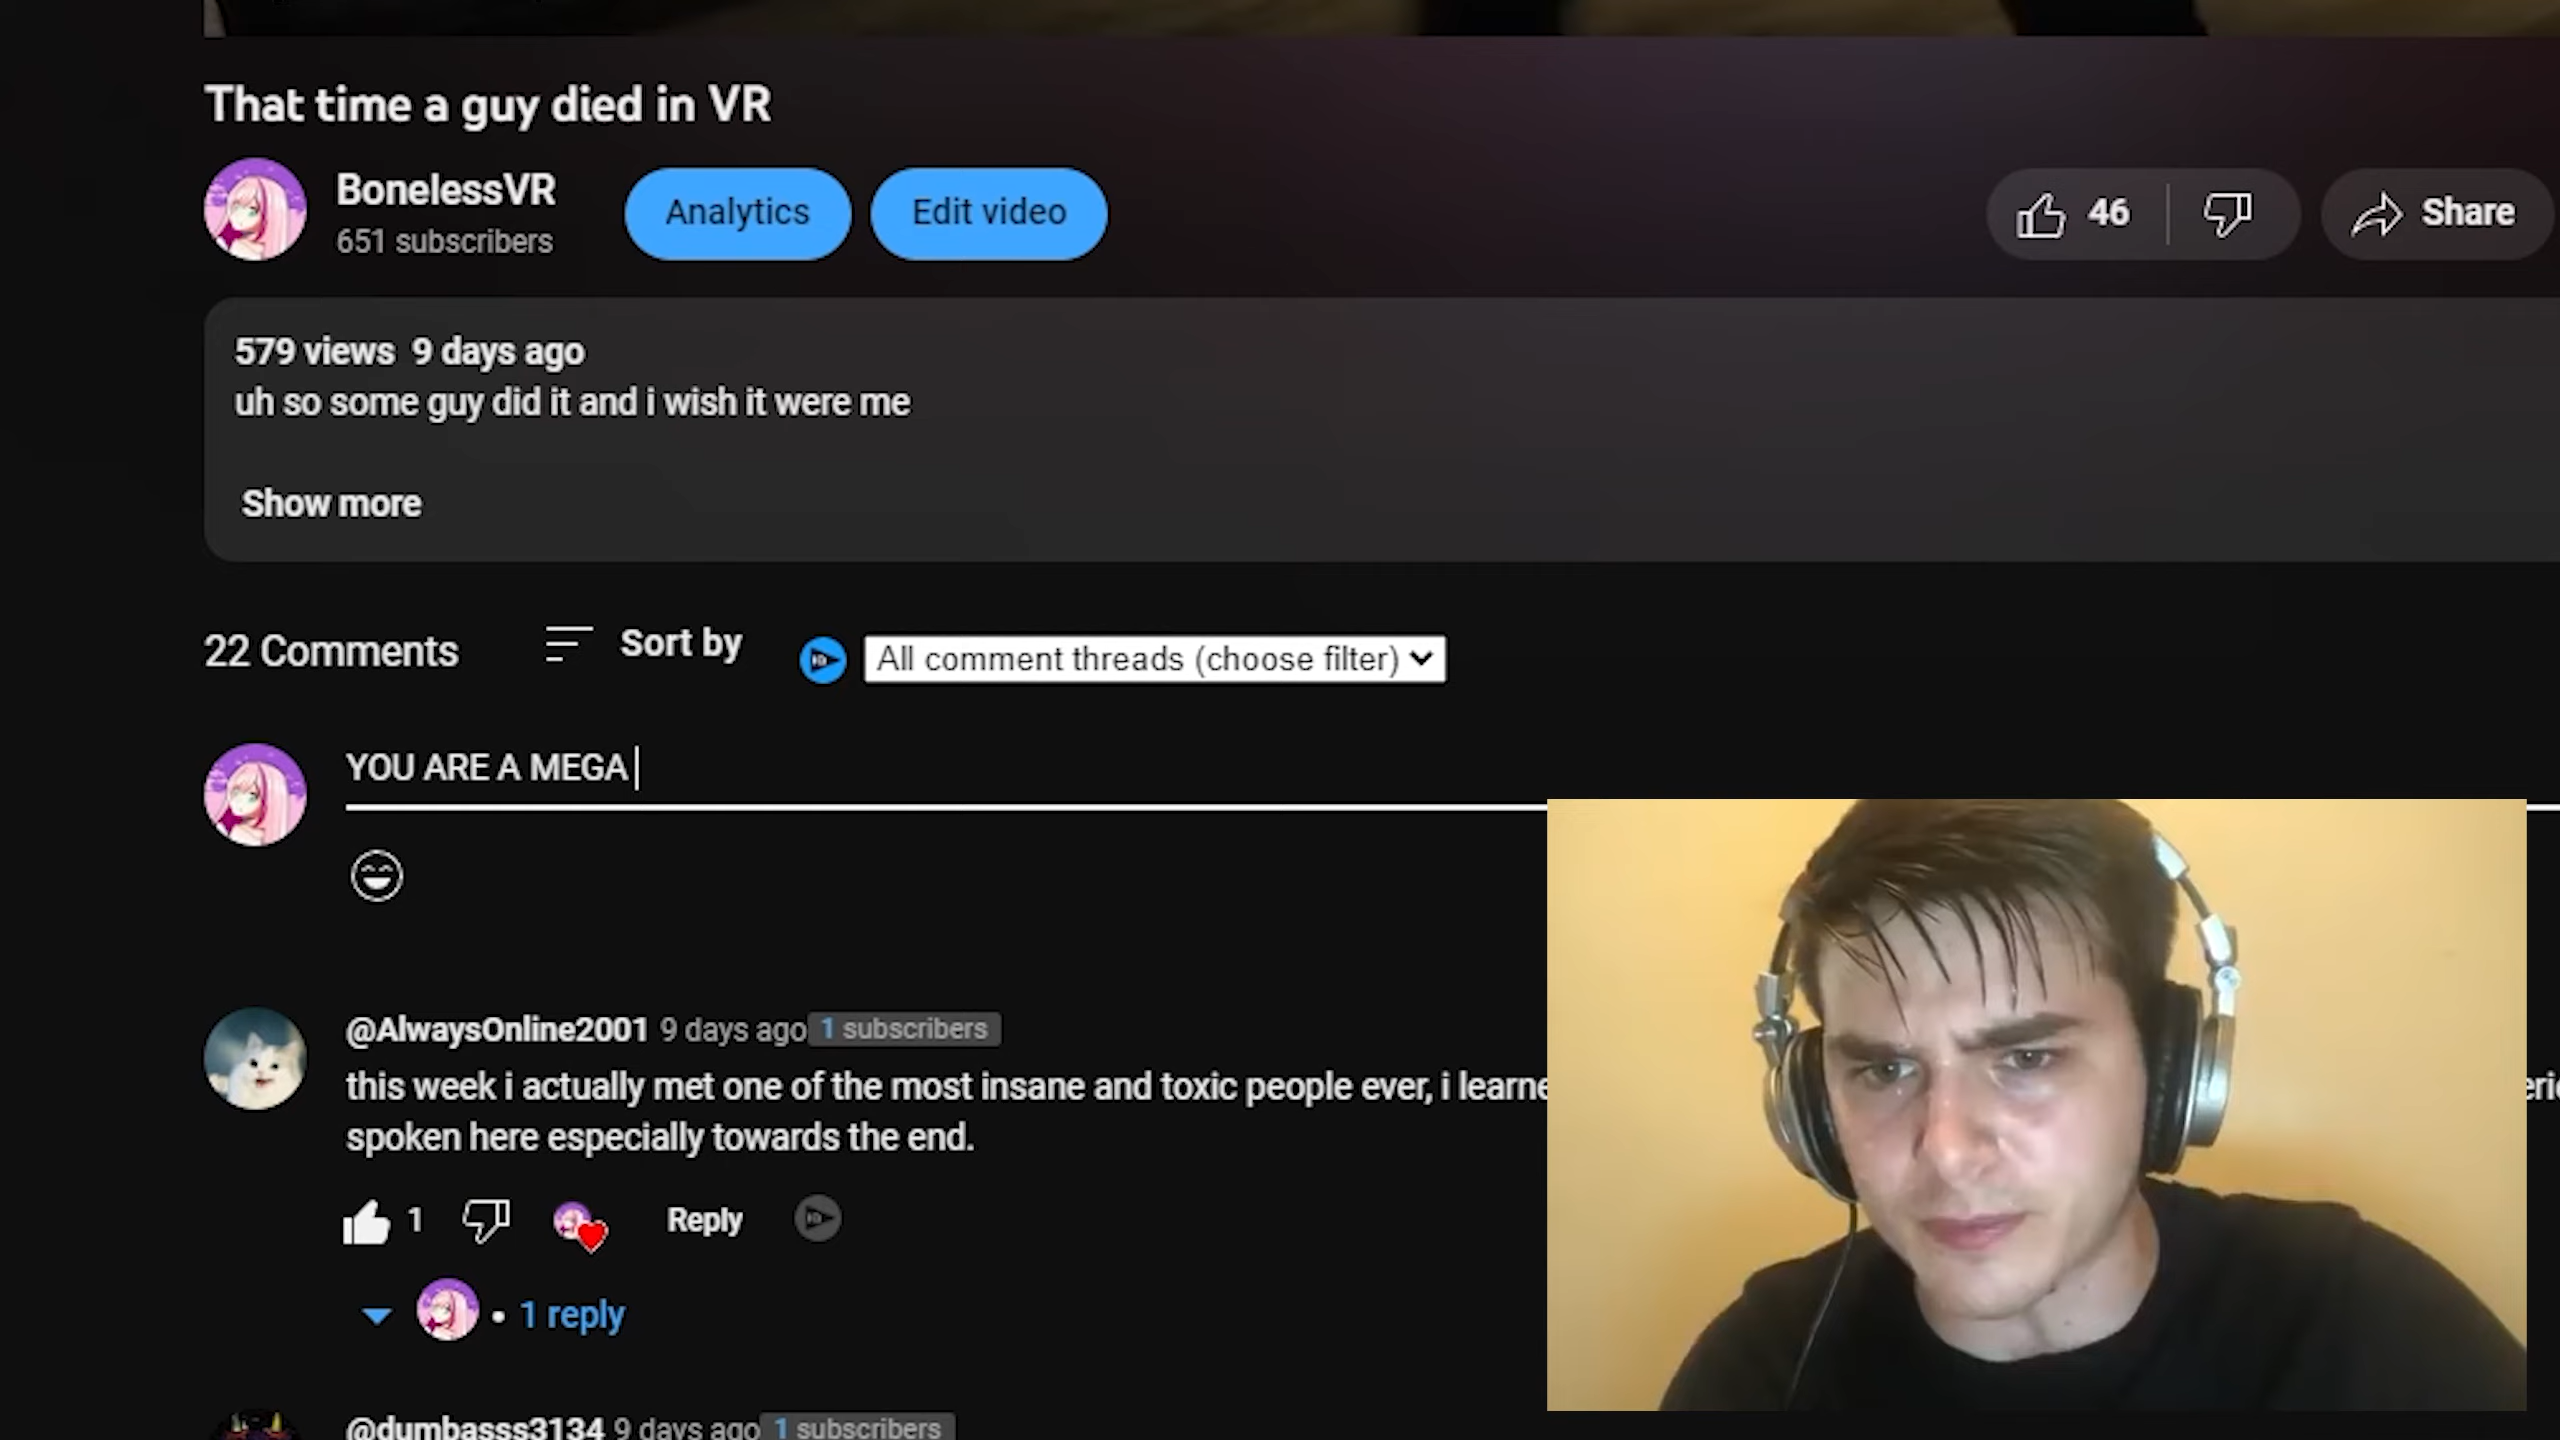 That time a guy died in VR
BonelessVR
651 subscribers
Analytics
Edit video
46
Share
579 views 9 days ago
uh so some guy did it and i wish it were me
Show more
22 Comments
Sort by
All comment threads (choose filter)
YOU ARE A MEGA
@AlwaysOnline2001 9 days ago 1 subscribers
this week i actually met one of the most insane and toxic people ever, i
spoken here especially towards the end.
1
Reply
1 reply
@dumbasss3134 9 days ago 1 subscribers